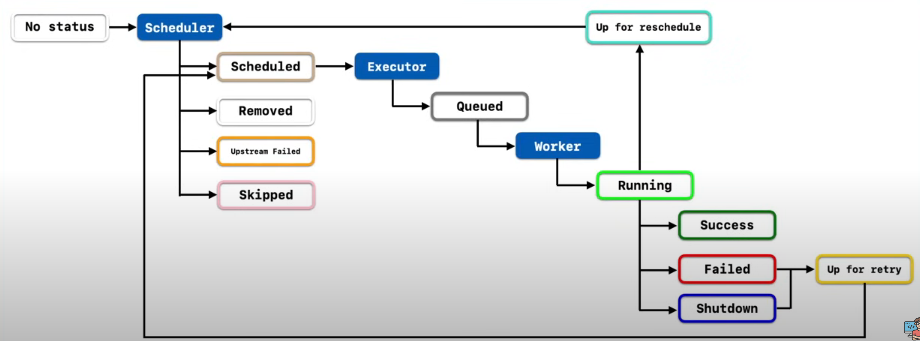 No status
Scheduler
Up for reschedule
Scheduled
Executor
Removed
Queued
Upstream Failed
Worker
Skipped
Running
Success
Failed
Up for retry
Shutdown